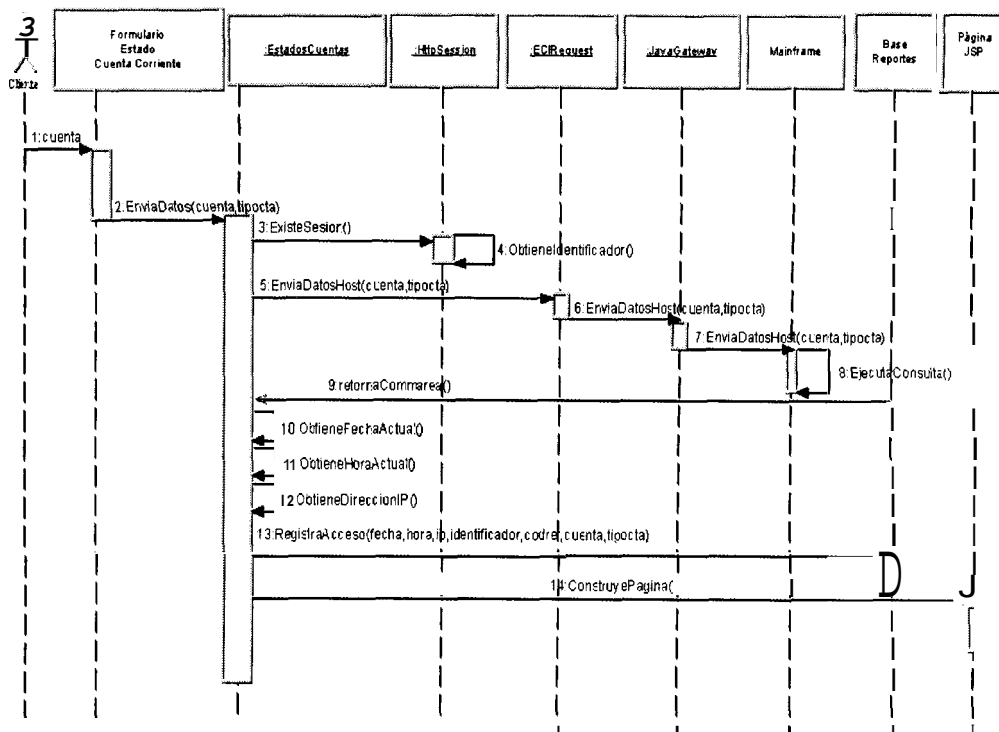 3
Cliente
Formulario
Estado
Cuenta Corriente
:EstadosCuentas
:HttpSession
:ECIRequest
:JavaGateway
Mainframe
Base
Reportes
Página
JSP
1:cuenta
2:EnviaDatos(cuenta,tipocta)
3:ExisteSesion()
4:ObtieneIdentificador()
5:EnviaDatosHost(cuenta,tipocta)
6:EnviaDatosHost(cuenta,tipocta)
7:EnviaDatosHost(cuenta,tipocta)
8:EjecutaConsulta()
9:retornaCommarea()
10 ObtieneFechaActual()
11 ObtieneHoraActual()
12 ObtieneDireccionIP()
13:RegistraAcceso(fecha,hora,ip,identificador,codret,cuenta,tipocta)
D
14:ConstruyePagina(
J